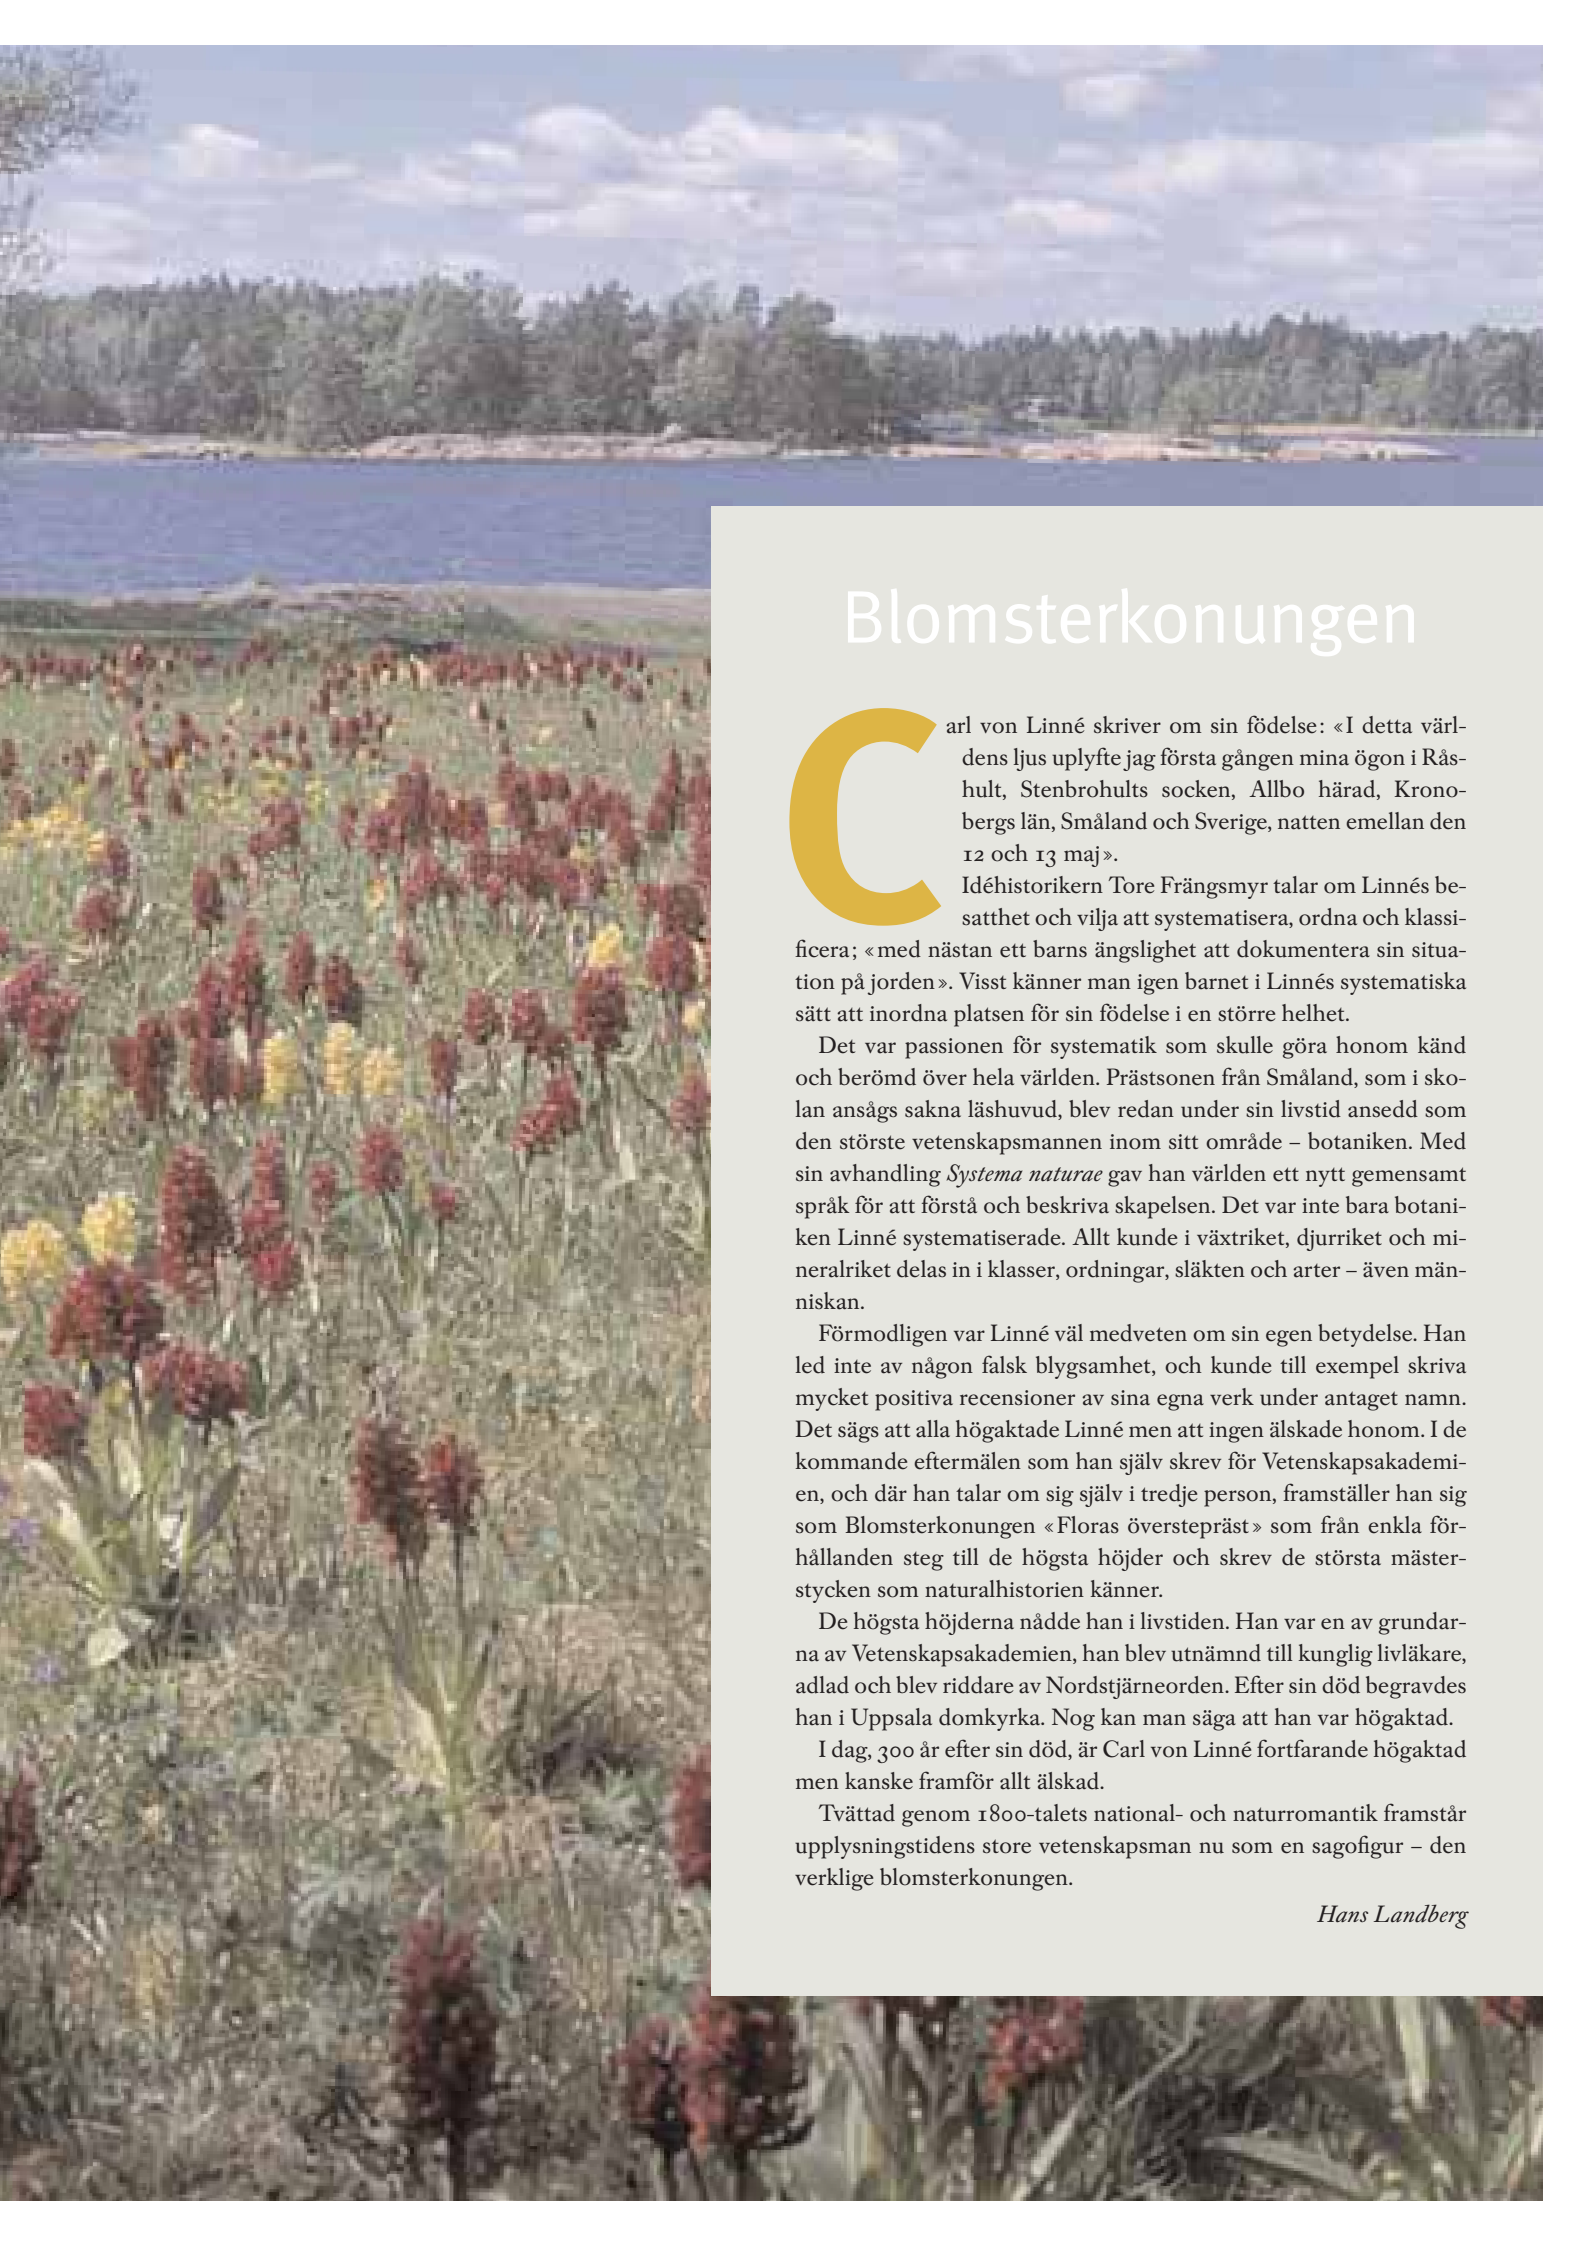 Blomsterkonungen
Carl von Linné skriver om sin födelse: «I detta värl-
dens ljus uplyfte jag första gången mina ögon i Rås-
hult, Stenbrohults socken, Allbo härad, Krono-
bergs län, Småland och Sverige, natten emellan den
12 och 13 maj».
Idéhistorikern Tore Frängsmyr talar om Linnés be-
satthet och vilja att systematisera, ordna och klassi-
ficera; «med nästan ett barns ängslighet att dokumentera sin situa-
tion på jorden». Visst känner man igen barnet i Linnés systematiska
sätt att inordna platsen för sin födelse i en större helhet.
Det var passionen för systematik som skulle göra honom känd
och berömd över hela världen. Prästsonen från Småland, som i sko-
lan ansågs sakna läshuvud, blev redan under sin livstid ansedd som
den störste vetenskapsmannen inom sitt område – botaniken. Med
sin avhandling Systema naturae gav han världen ett nytt gemensamt
språk för att förstå och beskriva skapelsen. Det var inte bara botani-
ken Linné systematiserade. Allt kunde i växtriket, djurriket och mi-
neralriket delas in i klasser, ordningar, släkten och arter – även män-
niskan.
Förmodligen var Linné väl medveten om sin egen betydelse. Han
led inte av någon falsk blygsamhet, och kunde till exempel skriva
mycket positiva recensioner av sina egna verk under antaget namn.
Det sägs att alla högaktade Linné men att ingen älskade honom. I de
kommande eftermälen som han själv skrev för Vetenskapsakademi-
en, och där han talar om sig själv i tredje person, framställer han sig
som Blomsterkonungen «Floras överstepräst» som från enkla för-
hållanden steg till de högsta höjder och skrev de största mäster-
stycken som naturalhistorien känner.
De högsta höjderna nådde han i livstiden. Han var en av grundar-
na av Vetenskapsakademien, han blev utnämnd till kunglig livläkare,
adlad och blev riddare av Nordstjärneorden. Efter sin död begravdes
han i Uppsala domkyrka. Nog kan man säga att han var högaktad.
I dag, 300 år efter sin död, är Carl von Linné fortfarande högaktad
men kanske framför allt älskad.
Tvättad genom 1800-talets national- och naturromantik framstår
upplysningstidens store vetenskapsman nu som en sagofigur – den
verklige blomsterkonungen.
Hans Landberg